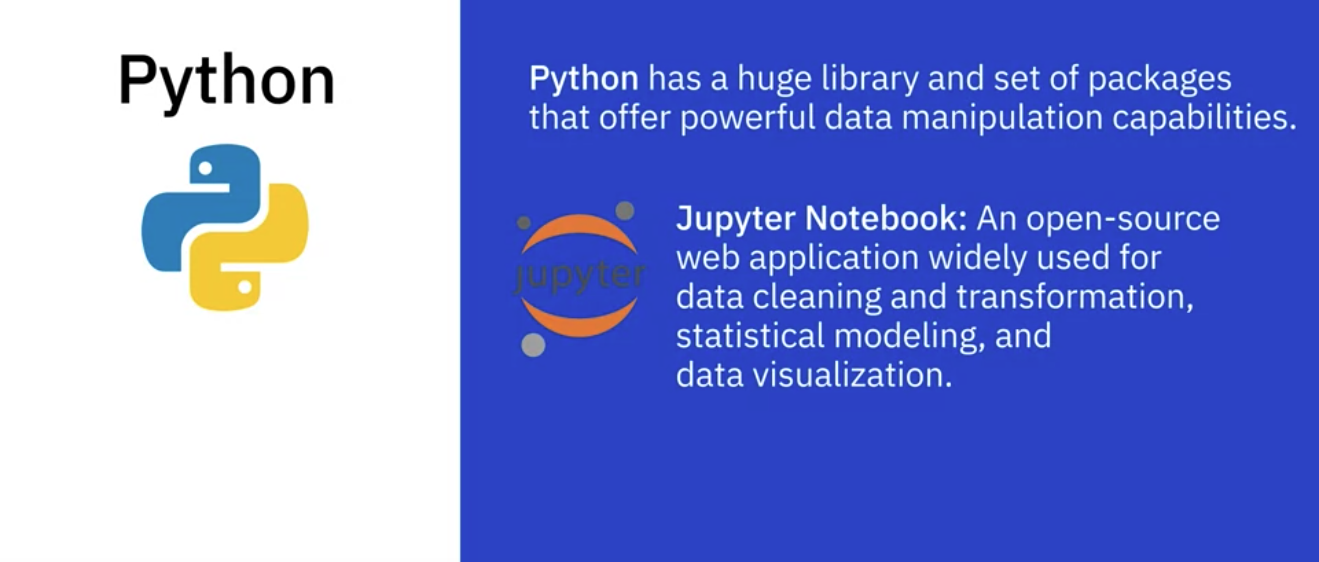 Python
Python has a huge library and set of packages
that offer powerful data manipulation capabilities.
jupyter
Jupyter Notebook: An open-source
web application widely used for
data cleaning and transformation,
statistical modeling, and
data visualization.